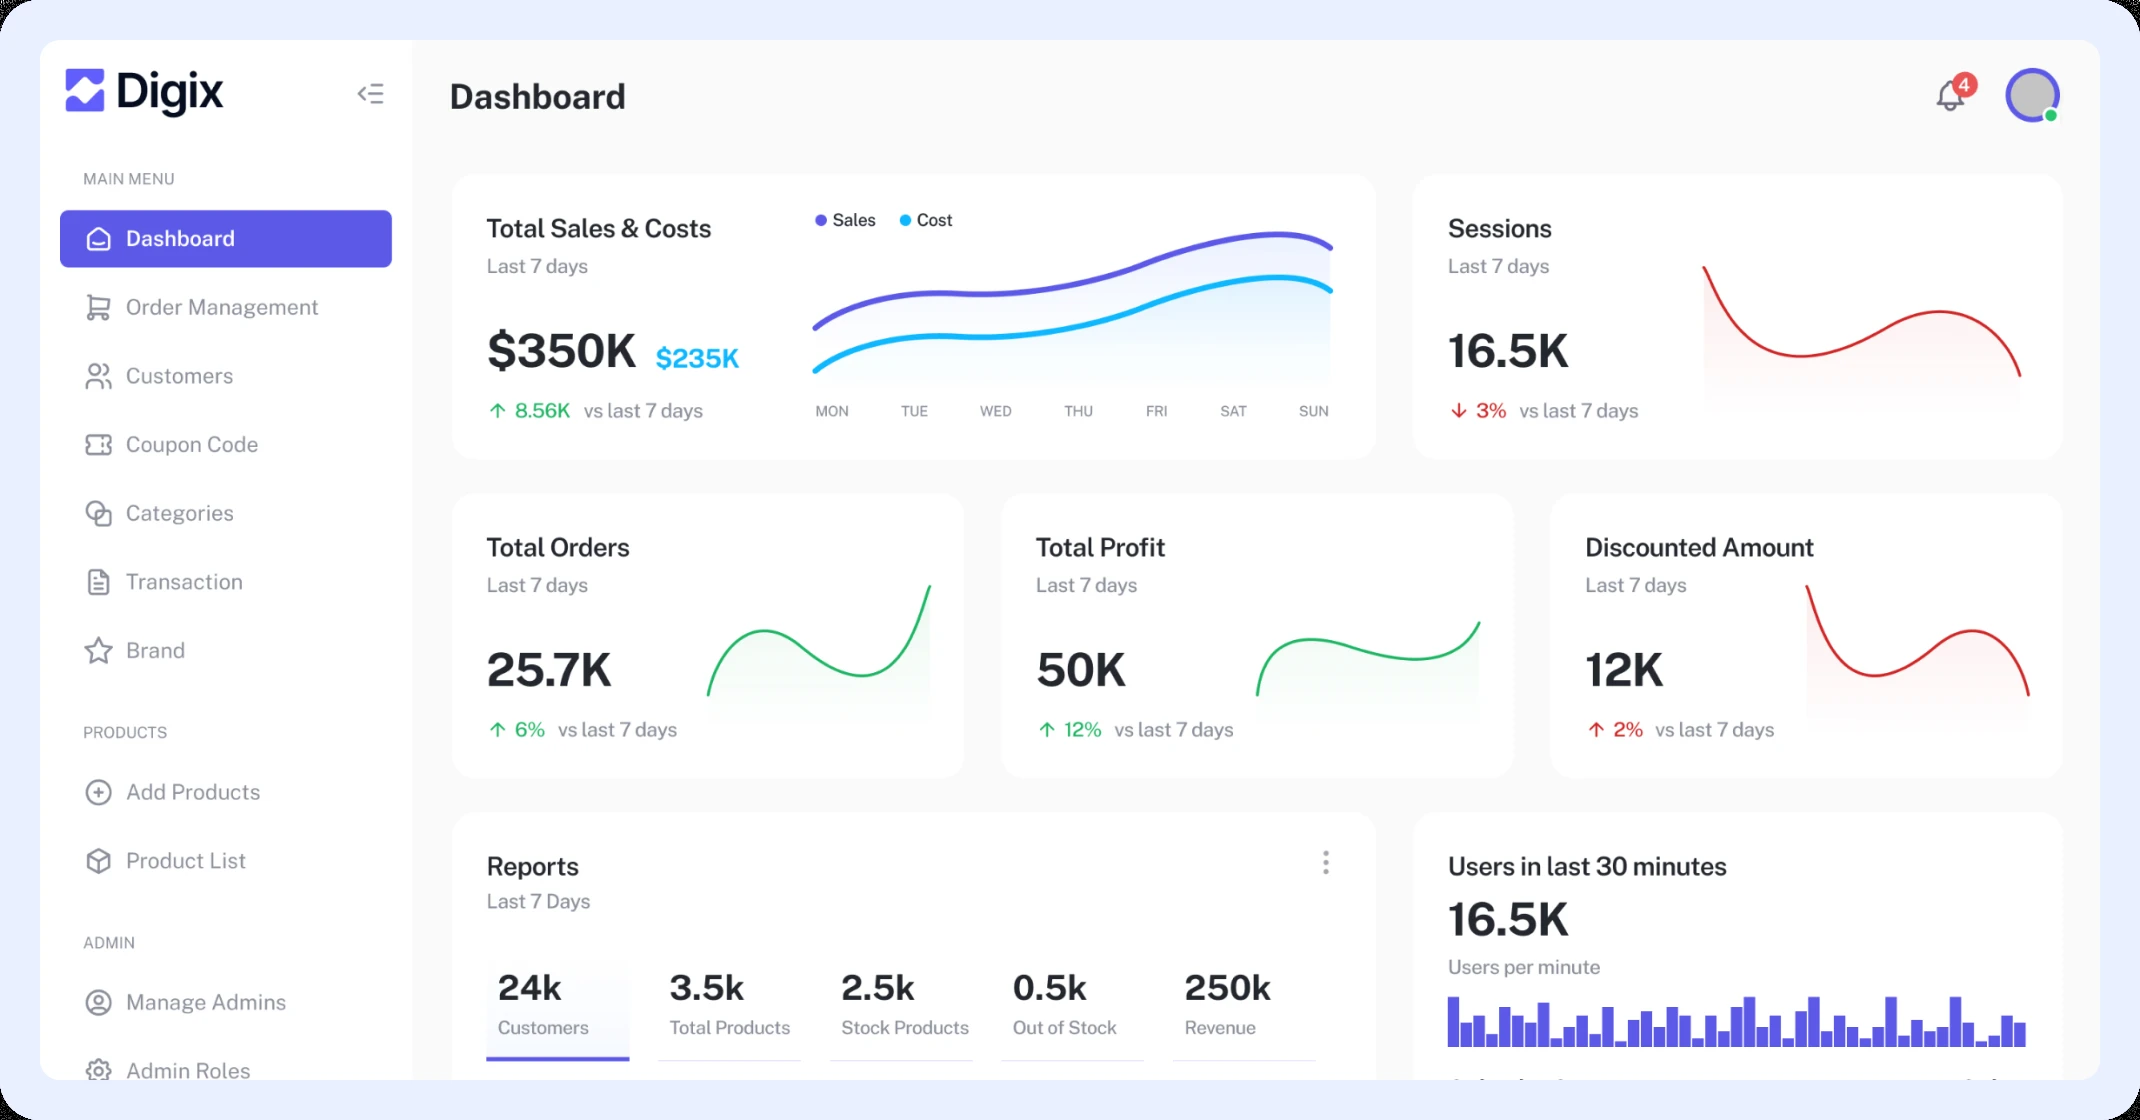 Digix
MAIN MENU
Dashboard
Order Management
Customers
Coupon Code
Categories
Transaction
Brand
PRODUCTS
Add Products
Product List
ADMIN
Manage Admins
Admin Roles
Dashboard
4
Total Sales & Costs
Last 7 days
$350K $235K
8.56K vs last 7 days
Sales Cost
MON TUE WED THU FRI SAT SUN
Sessions
Last 7 days
16.5K
3% vs last 7 days
Total Orders
Last 7 days
25.7K
6% vs last 7 days
Total Profit
Last 7 days
50K
12% vs last 7 days
Discounted Amount
Last 7 days
12K
2% vs last 7 days
Reports
Last 7 Days
24k
Customers
3.5k
Total Products
2.5k
Stock Products
0.5k
Out of Stock
250k
Revenue
Users in last 30 minutes
16.5K
Users per minute